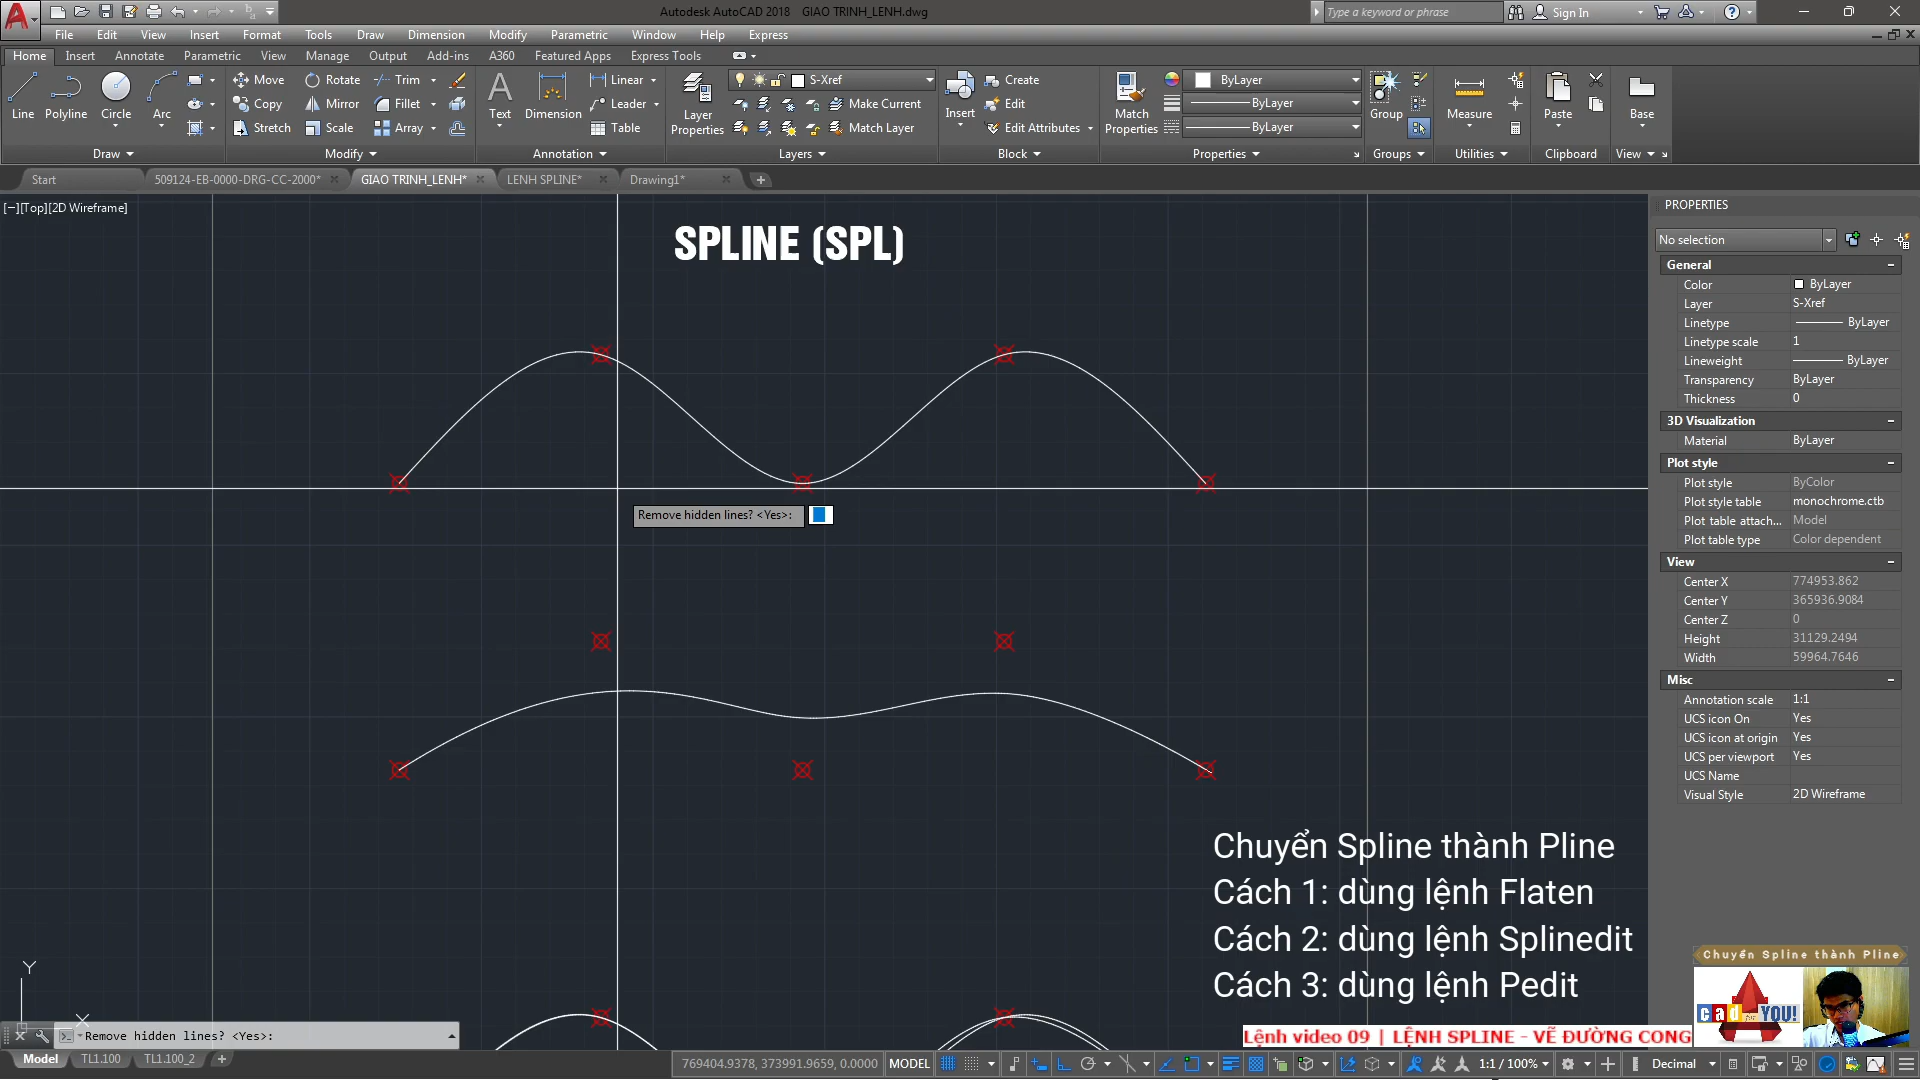 Autodesk AutoCAD 2018 GIAO TRINH_LENH.dwg
Type a keyword or phrase
Sign In
File Edit View Insert Format Tools Draw Dimension Modify Parametric Window Help Express
Home Insert Annotate Parametric View Manage Output Add-ins A360 Featured Apps Express Tools
Line Polyline Circle Arc
Move Rotate Trim
Copy Mirror Fillet
Stretch Scale Array
Text Dimension
Linear
Leader
Table
Layer Properties
S-Xref
Make Current
Match Layer
Insert
Create
Edit
Edit Attributes
Match Properties
ByLayer
ByLayer
ByLayer
Group
Measure
Paste
Base
Draw Modify Annotation Layers Block Properties Groups Utilities Clipboard View
Start 509124-EB-0000-DRG-CC-2000* GIAO TRINH_LENH* LENH SPLINE* Drawing1*
[−][Top][2D Wireframe]
SPLINE (SPL)
Remove hidden lines? <Yes>:
Chuyển Spline thành Pline
Cách 1: dùng lệnh Flaten
Cách 2: dùng lệnh Splinedit
Cách 3: dùng lệnh Pedit
PROPERTIES
No selection
General
Color ByLayer
Layer S-Xref
Linetype ByLayer
Linetype scale 1
Lineweight ByLayer
Transparency ByLayer
Thickness 0
3D Visualization
Material ByLayer
Plot style
Plot style ByColor
Plot style table monochrome.ctb
Plot table attach... Model
Plot table type Color dependent
View
Center X 774953.862
Center Y 365936.9084
Center Z 0
Height 31129.2494
Width 59964.7646
Misc
Annotation scale 1:1
UCS icon On Yes
UCS icon at origin Yes
UCS per viewport Yes
UCS Name
Visual Style 2D Wireframe
Chuyển Spline thành Pline
cad for YOU!
Lệnh video 09 | LỆNH SPLINE - VẼ ĐƯỜNG CONG
Y
X
Remove hidden lines? <Yes>:
Model TL1.100 TL1.100_2
769404.9378, 373991.9659, 0.0000 MODEL 1:1 / 100% Decimal